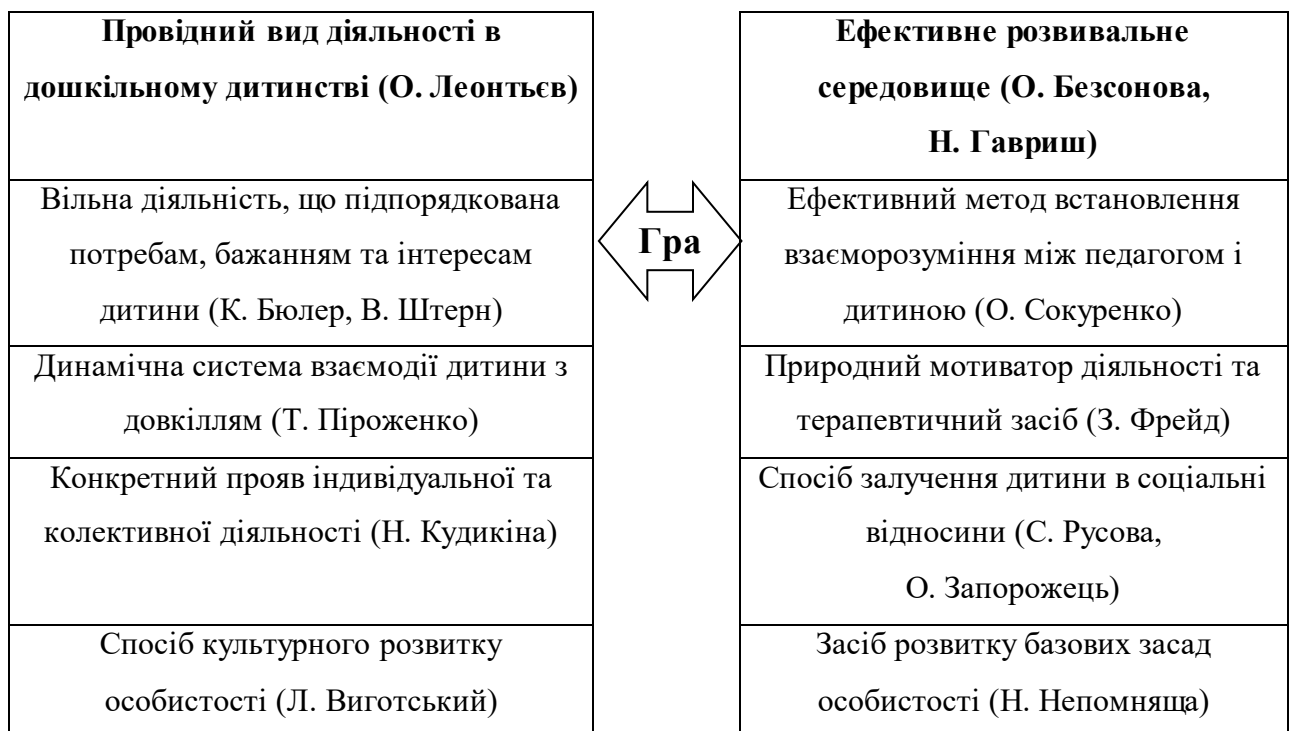 Провідний вид діяльності в
дошкільному дитинстві (О. Леонтьєв)
Вільна діяльність, що підпорядкована
потребам, бажанням та інтересам
дитини (К. Бюлер, В. Штерн)
Динамічна система взаємодії дитини з
довкіллям (Т. Піроженко)
Конкретний прояв індивідуальної та
колективної діяльності (Н. Кудикіна)
Спосіб культурного розвитку
особистості (Л. Виготський)
Гра
Ефективне розвивальне
середовище (О. Безсонова,
Н. Гавриш)
Ефективний метод встановлення
взаєморозуміння між педагогом і
дитиною (О. Сокуренко)
Природний мотиватор діяльності та
терапевтичний засіб (З. Фрейд)
Спосіб залучення дитини в соціальні
відносини (С. Русова,
О. Запорожець)
Засіб розвитку базових засад
особистості (Н. Непомняща)